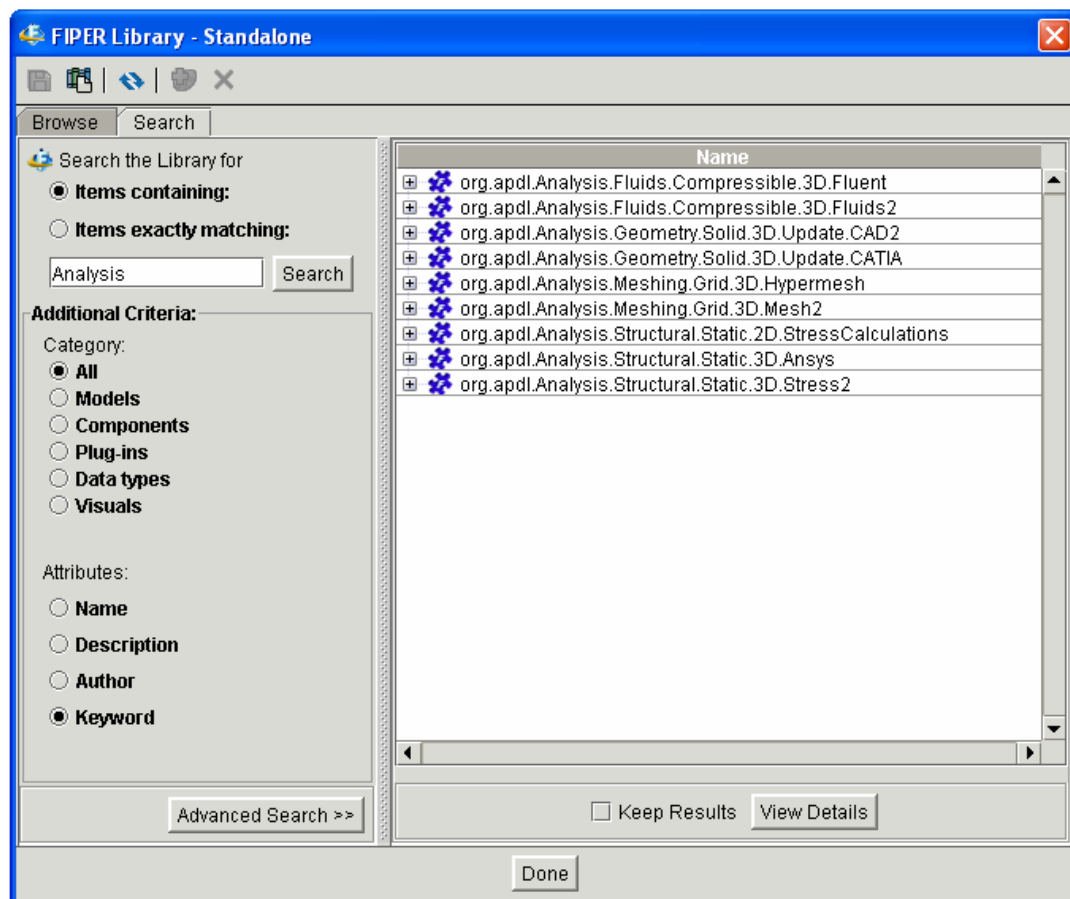 FIPER Library - Standalone
Browse Search
Search the Library for
Items containing:
Items exactly matching:
Analysis Search
Additional Criteria:
Category:
All
Models
Components
Plug-ins
Data types
Visuals
Attributes:
Name
Description
Author
Keyword
Advanced Search >>
Name
org.apdl.Analysis.Fluids.Compressible.3D.Fluent
org.apdl.Analysis.Fluids.Compressible.3D.Fluids2
org.apdl.Analysis.Geometry.Solid.3D.Update.CAD2
org.apdl.Analysis.Geometry.Solid.3D.Update.CATIA
org.apdl.Analysis.Meshing.Grid.3D.Hypermesh
org.apdl.Analysis.Meshing.Grid.3D.Mesh2
org.apdl.Analysis.Structural.Static.2D.StressCalculations
org.apdl.Analysis.Structural.Static.3D.Ansys
org.apdl.Analysis.Structural.Static.3D.Stress2
Keep Results View Details
Done